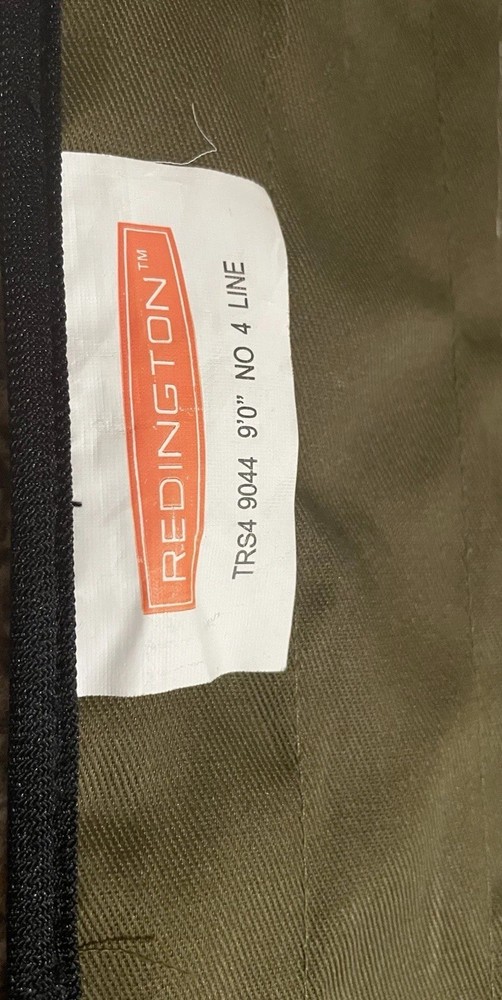 REDINGTON™
TRS4 9044 9'0" NO 4 LINE